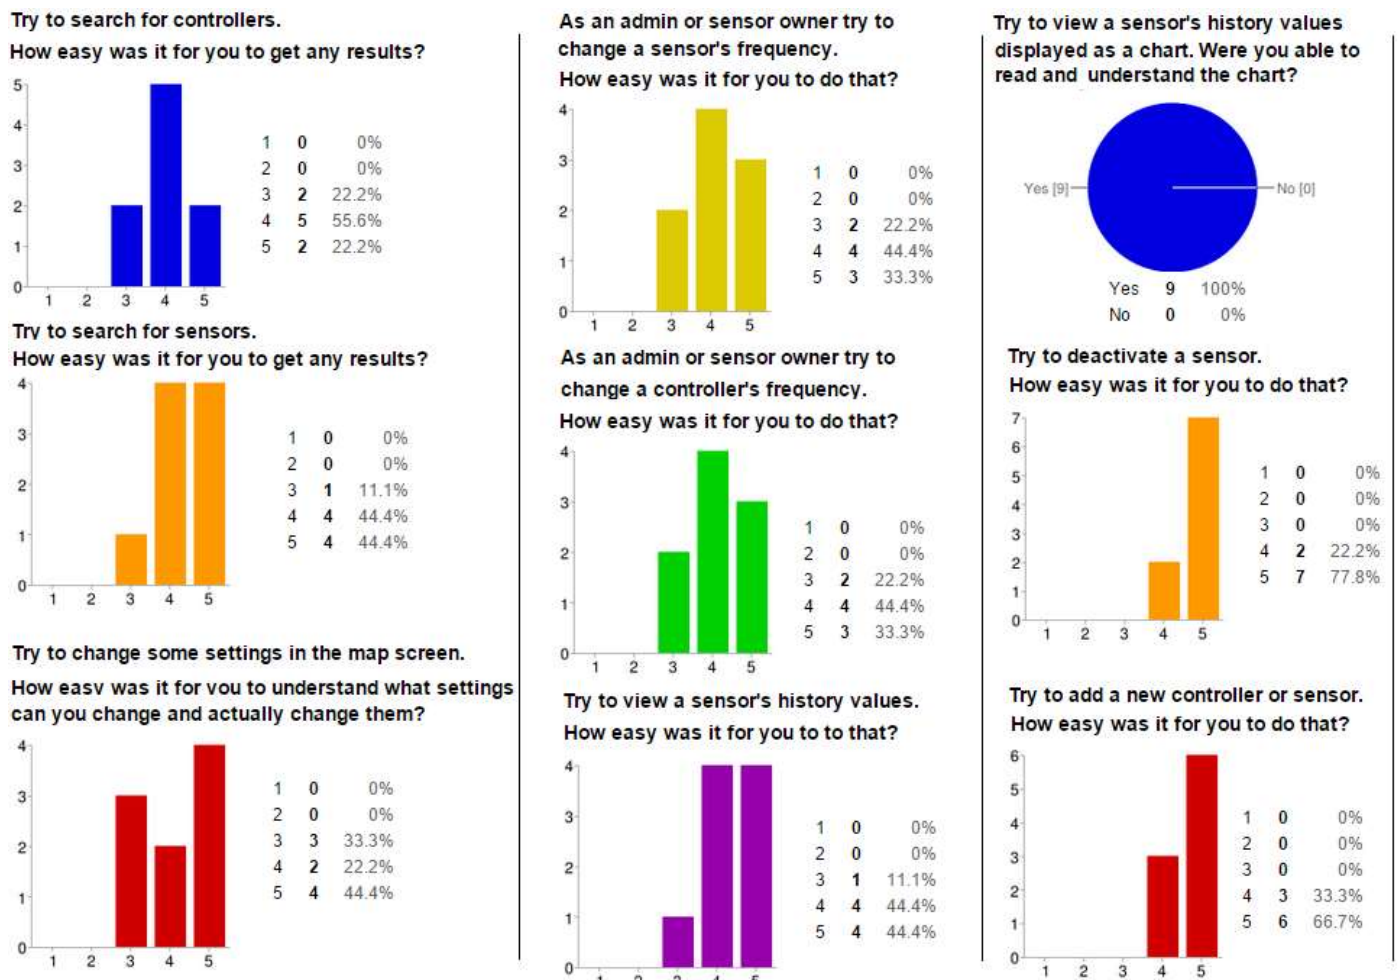 Try to search for controllers.
How easy was it for you to get any results?
5
4
3
2
1
0
1 2 3 4 5
1 0 0%
2 0 0%
3 2 22.2%
4 5 55.6%
5 2 22.2%
Try to search for sensors.
How easy was it for you to get any results?
4
3
2
1
0
1 2 3 4 5
1 0 0%
2 0 0%
3 1 11.1%
4 4 44.4%
5 4 44.4%
Try to change some settings in the map screen.
How easy was it for you to understand what settings
can you change and actually change them?
4
3
2
1
0
1 2 3 4 5
1 0 0%
2 0 0%
3 3 33.3%
4 2 22.2%
5 4 44.4%
As an admin or sensor owner try to
change a sensor's frequency.
How easy was it for you to do that?
4
3
2
1
0
1 2 3 4 5
1 0 0%
2 0 0%
3 2 22.2%
4 4 44.4%
5 3 33.3%
As an admin or sensor owner try to
change a controller's frequency.
How easy was it for you to do that?
4
3
2
1
0
1 2 3 4 5
1 0 0%
2 0 0%
3 2 22.2%
4 4 44.4%
5 3 33.3%
Try to view a sensor's history values.
How easy was it for you to to that?
4
3
2
1
0
1 2 3 4 5
1 0 0%
2 0 0%
3 1 11.1%
4 4 44.4%
5 4 44.4%
Try to view a sensor's history values
displayed as a chart. Were you able to
read and understand the chart?
Yes [9] No [0]
Yes 9 100%
No 0 0%
Try to deactivate a sensor.
How easy was it for you to do that?
7
6
5
4
3
2
1
0
1 2 3 4 5
1 0 0%
2 0 0%
3 0 0%
4 2 22.2%
5 7 77.8%
Try to add a new controller or sensor.
How easy was it for you to do that?
6
5
4
3
2
1
0
1 2 3 4 5
1 0 0%
2 0 0%
3 0 0%
4 3 33.3%
5 6 66.7%